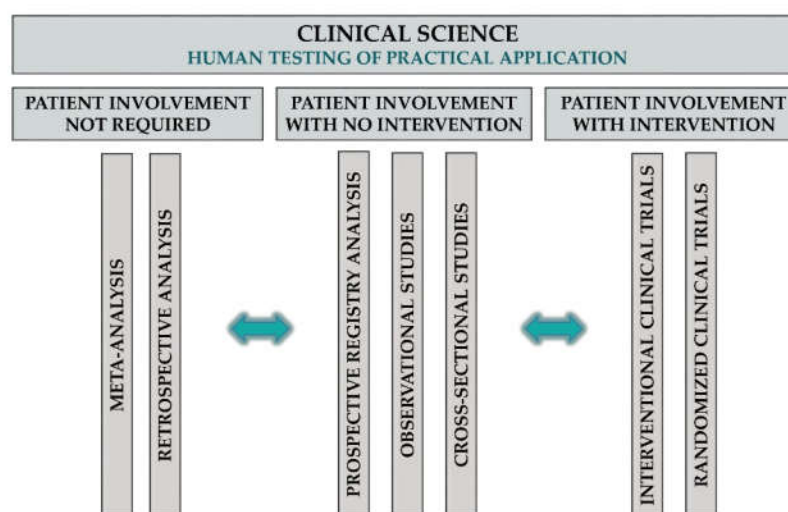 CLINICAL SCIENCE
HUMAN TESTING OF PRACTICAL APPLICATION
PATIENT INVOLVEMENT
NOT REQUIRED
PATIENT INVOLVEMENT
WITH NO INTERVENTION
PATIENT INVOLVEMENT
WITH INTERVENTION
META-ANALYSIS
RETROSPECTIVE ANALYSIS
PROSPECTIVE REGISTRY ANALYSIS
OBSERVATIONAL STUDIES
CROSS-SECTIONAL STUDIES
INTERVENTIONAL CLINICAL TRIALS
RANDOMIZED CLINICAL TRIALS